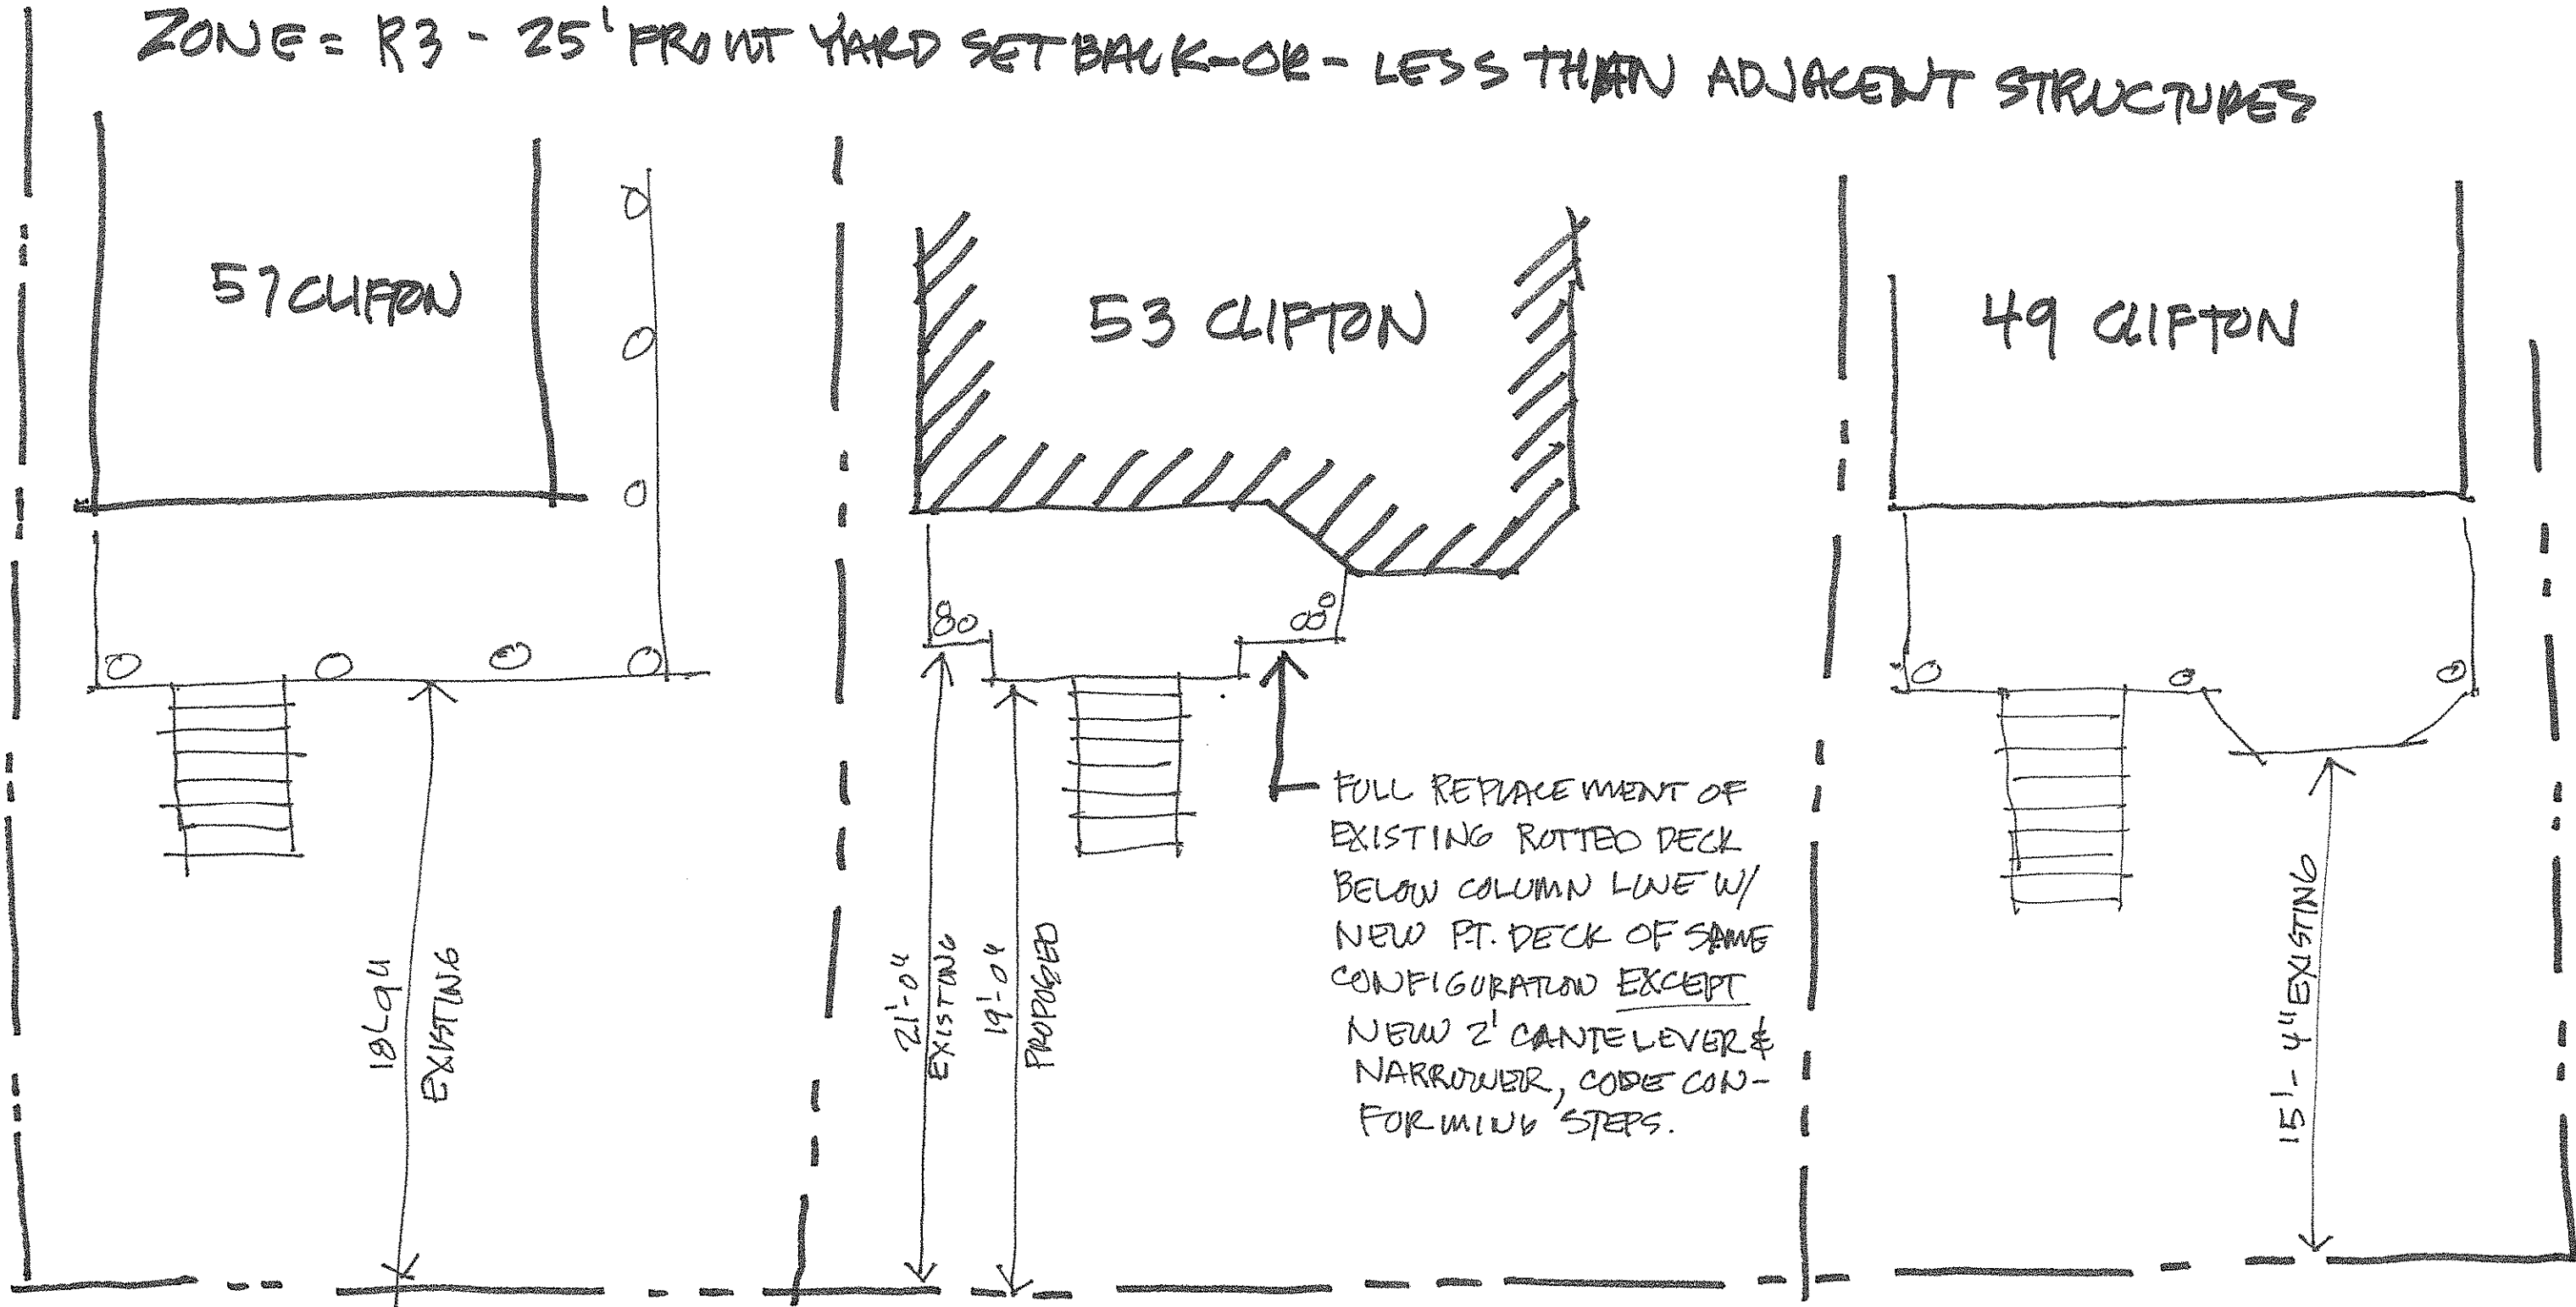 ZONE = R3 - 25' FRONT YARD SETBACK -OR- LESS THAN ADJACENT STRUCTURES
57 CLIFTON
53 CLIFTON
49 CLIFTON
18'-9"
EXISTING
21'-0"
EXISTING
19'-0"
PROPOSED
FULL REPLACEMENT OF
EXISTING ROTTED DECK
BELOW COLUMN LINE W/
NEW P.T. DECK OF SAME
CONFIGURATION EXCEPT
NEW 2' CANTELEVER &
NARROWER, CODE CON-
FORMING STEPS.
15'-4" EXISTING